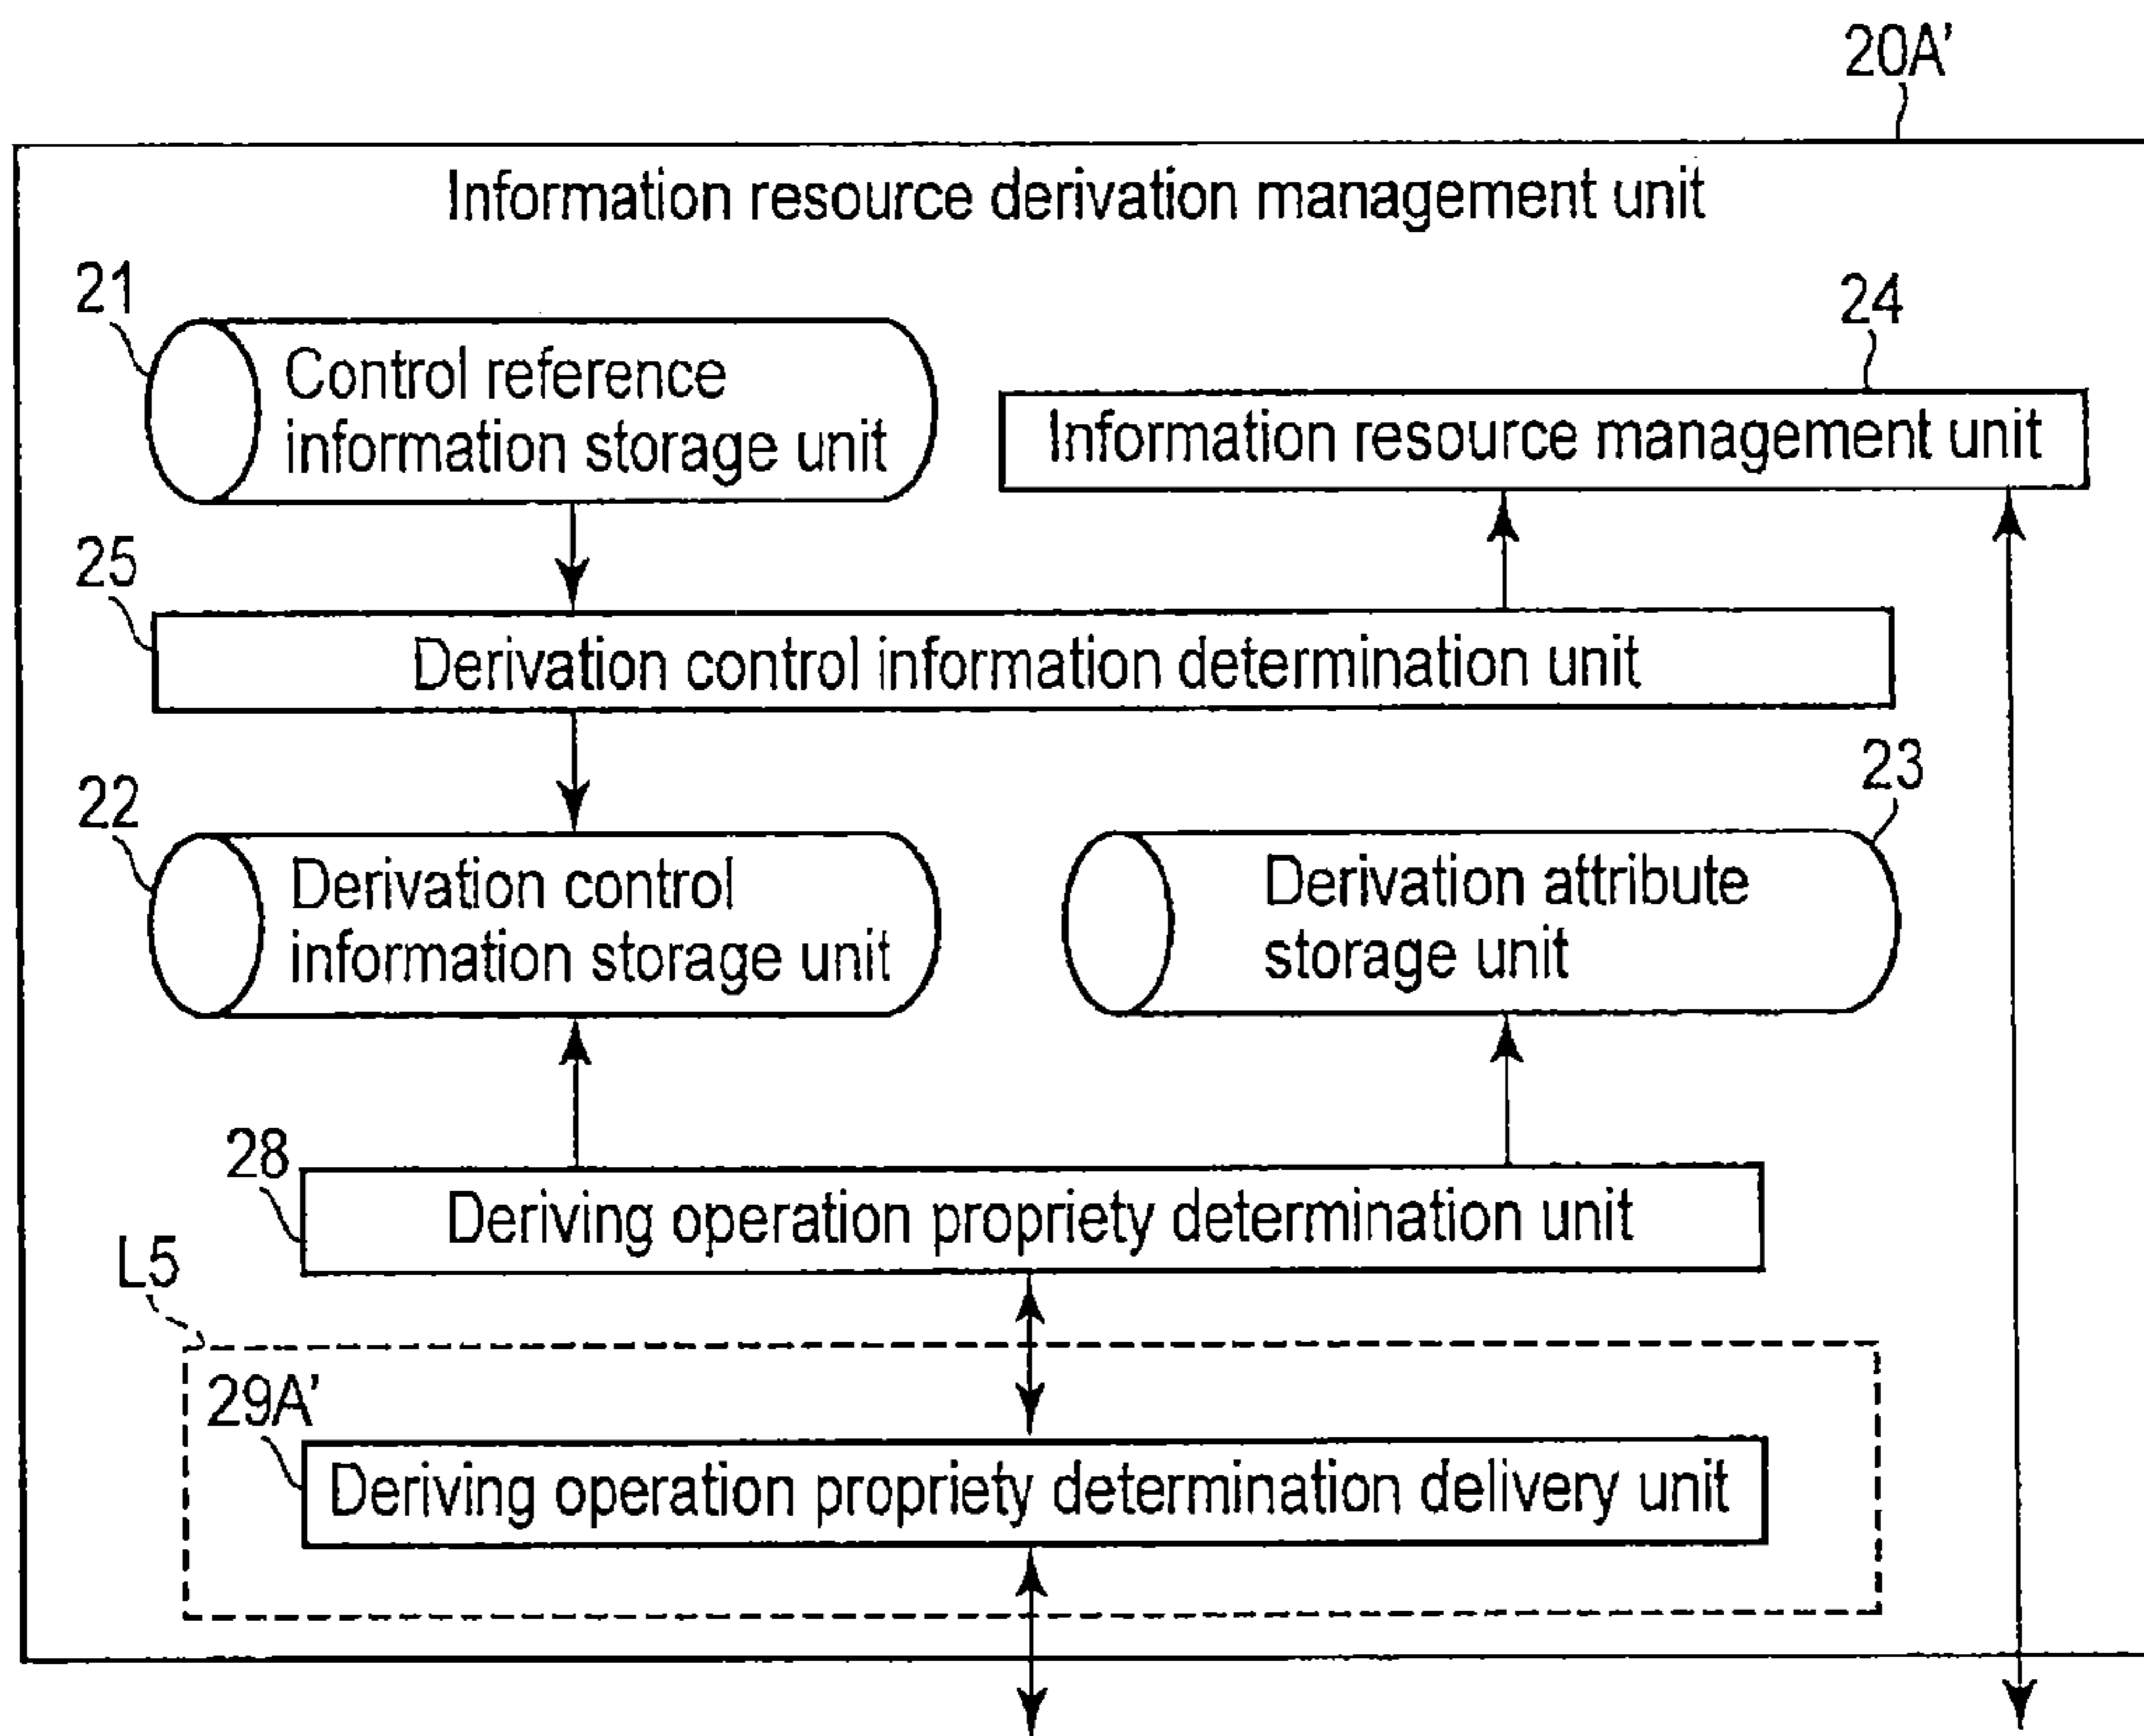 20A'
Information resource derivation management unit
21
Control reference
information storage unit
24
Information resource management unit
25
Derivation control information determination unit
22
Derivation control
information storage unit
23
Derivation attribute
storage unit
28
Deriving operation propriety determination unit
L5
29A'
Deriving operation propriety determination delivery unit